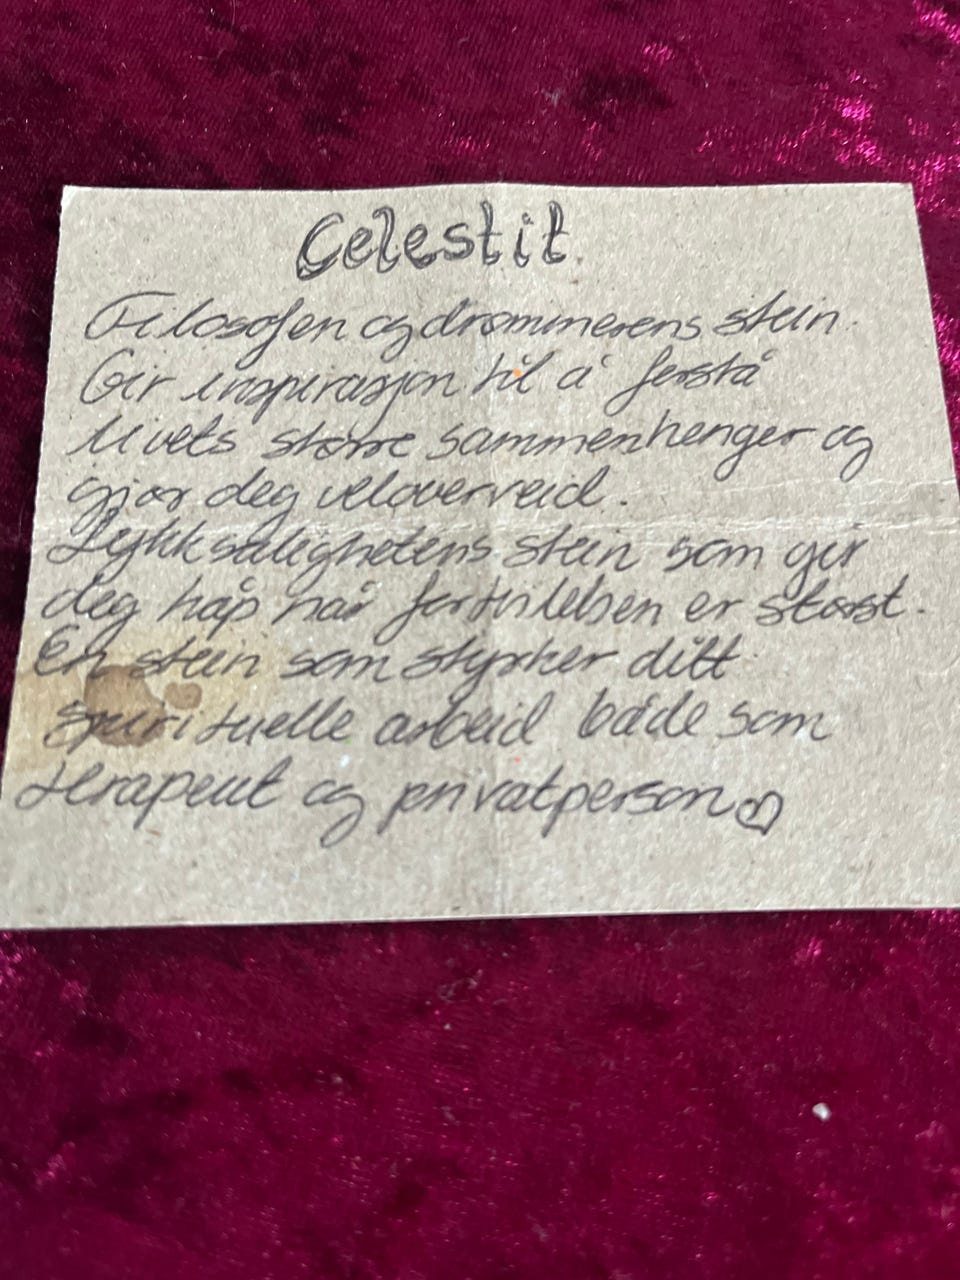 Celestit.
Filosofen og drømmerens stein.
Gir inspirasjon til å forstå
livets større sammenhenger og
gjør deg veloverveid.
Lykksalighetens stein som gir
deg håp når fortvilelsen er størst.
En stein som styrker ditt
spirituelle arbeid både som
terapeut og privatperson♡